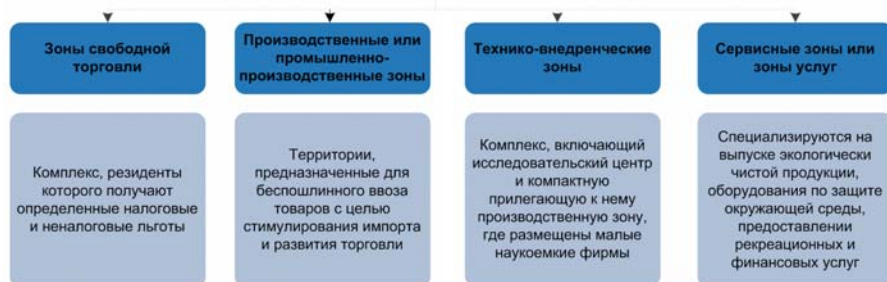 Зоны свободной
торговли
Производственные или
промышленно-
производственные зоны
Технико-внедренческие
зоны
Сервисные зоны или
зоны услуг
Комплекс, резиденты
которого получают
определенные налоговые
и неналоговые льготы
Территории,
предназначенные для
беспошлинного ввоза
товаров с целью
стимулирования импорта
и развития торговли
Комплекс, включающий
исследовательский центр
и компактную
прилегающую к нему
производственную зону,
где размещены малые
наукоемкие фирмы
Специализируются на
выпуске экологически
чистой продукции,
оборудования по защите
окружающей среды,
предоставлении
рекреационных и
финансовых услуг